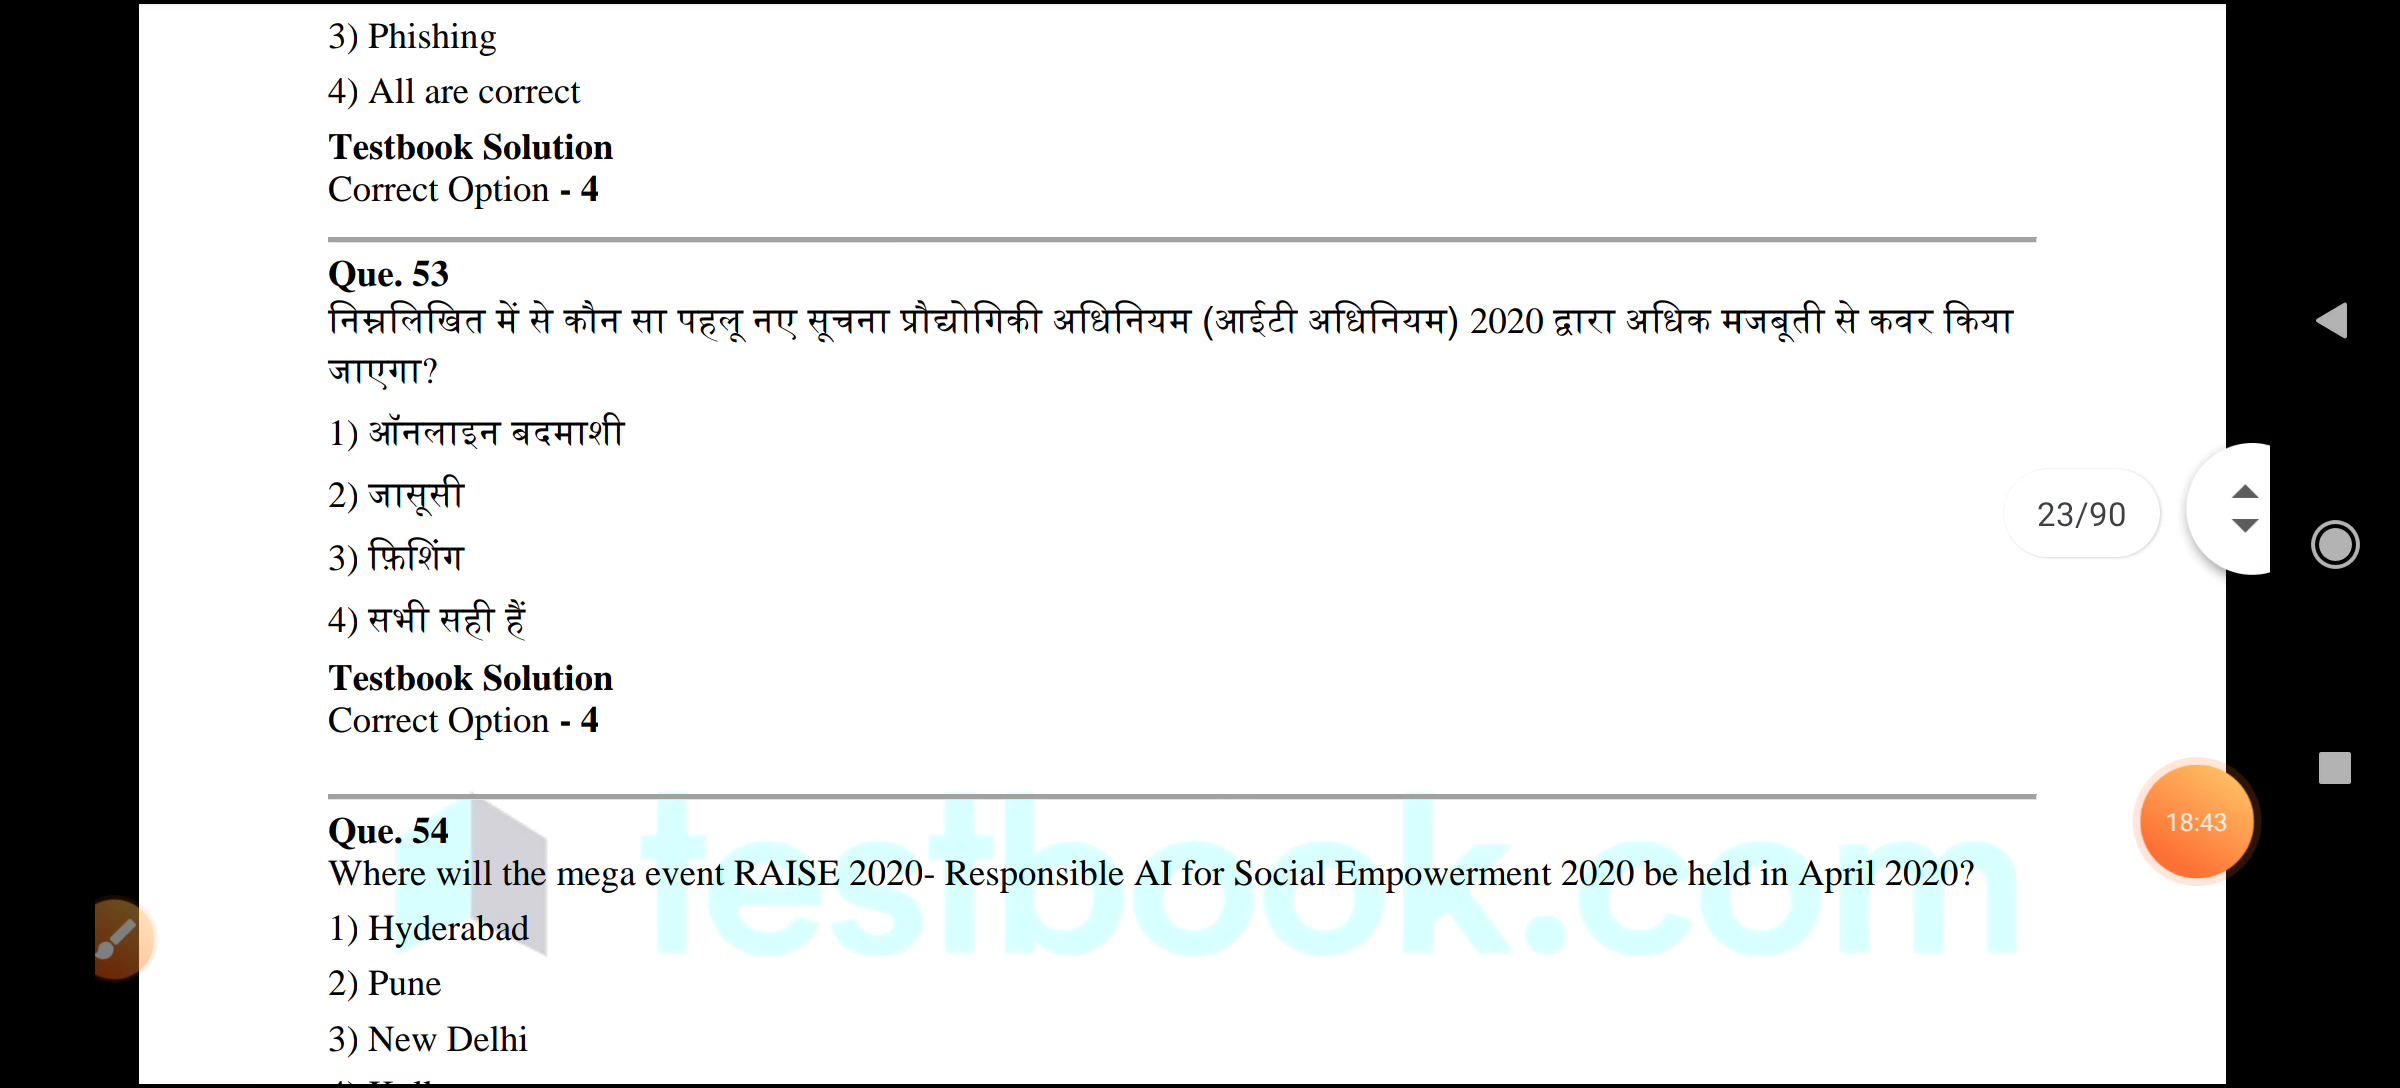 3) Phishing
4) All are correct
Testbook Solution
Correct Option - 4
Que. 53
निम्नलिखित में से कौन सा पहलू नए सूचना प्रौद्योगिकी अधिनियम (आईटी अधिनियम) 2020 द्वारा अधिक मजबूती से कवर किया
जाएगा?
1) ऑनलाइन बदमाशी
2) जासूसी
3) फ़िशिंग
4) सभी सही हैं
Testbook Solution
Correct Option - 4
23/90
18:43
testbook.com
Que. 54
Where will the mega event RAISE 2020- Responsible AI for Social Empowerment 2020 be held in April 2020?
1) Hyderabad
2) Pune
3) New Delhi